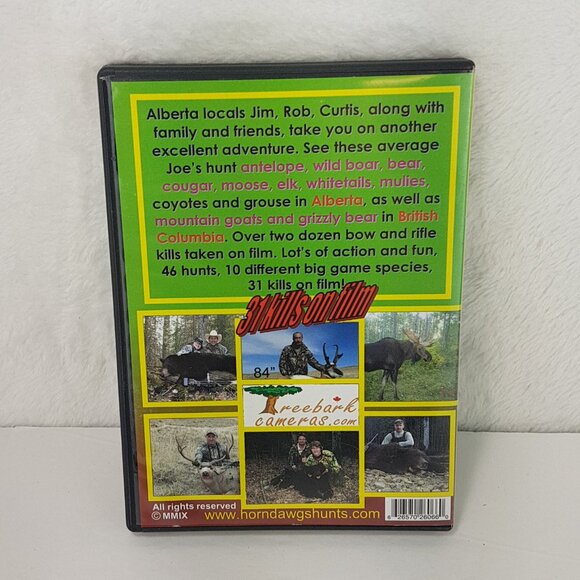 Alberta locals Jim, Rob, Curtis, along with
family and friends, take you on another
excellent adventure. See these average
Joe's hunt antelope, wild boar, bear,
cougar, moose, elk, whitetails, mulies,
coyotes and grouse in Alberta, as well as
mountain goats and grizzly bear in British
Columbia. Over two dozen bow and rifle
kills taken on film. Lot's of action and fun,
46 hunts, 10 different big game species,
31 kills on film!
31 kills on film
84"
Treebark
cameras.com
All rights reserved
© MMIX
www.horndawgshunts.com
6 26570 26066 0